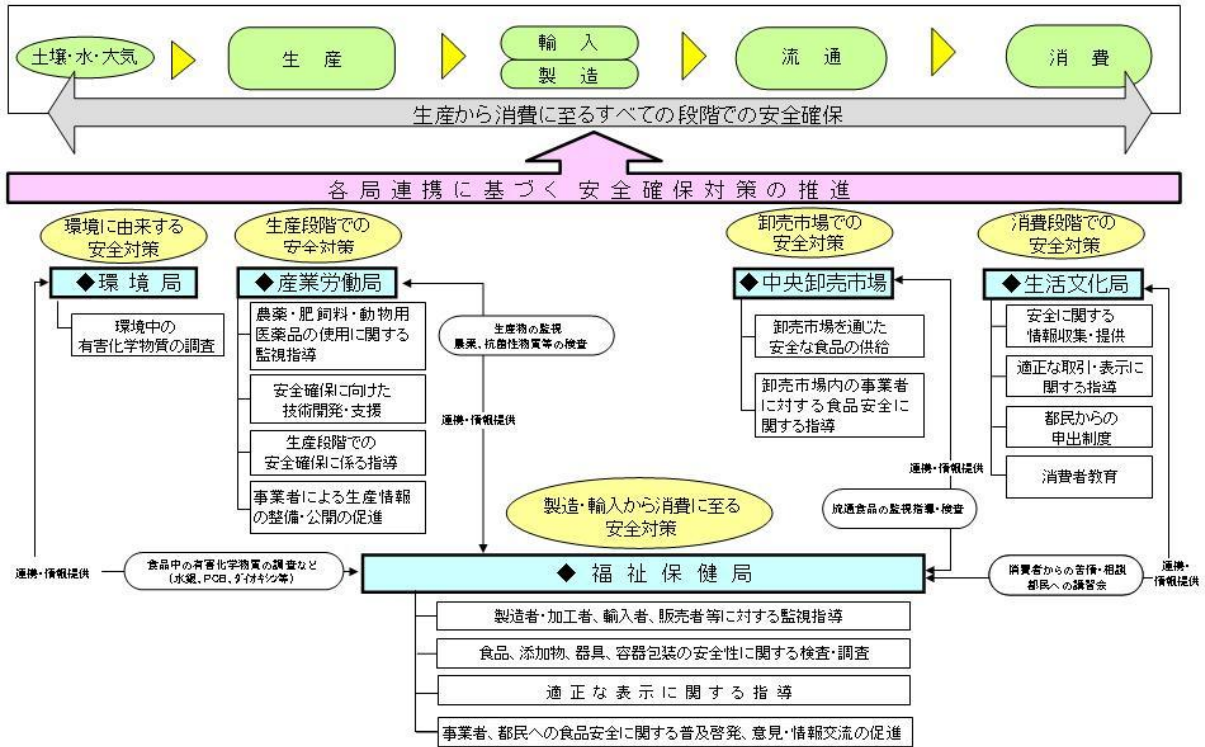 土壌・水・大気
生 産
輸 入
製 造
流 通
消 費
生産から消費に至るすべての段階での安全確保
各局連携に基づく 安全確保対策の推進
環境に由来する
安全対策
生産段階での
安全対策
卸売市場での
安全対策
消費段階での
安全対策
◆環 境 局
◆産業労働局
◆中央卸売市場
◆生活文化局
環境中の
有害化学物質の調査
農薬・肥飼料・動物用
医薬品の使用に関する
監視指導
安全確保に向けた
技術開発・支援
生産段階での
安全確保に係る指導
事業者による生産情報
の整備・公開の促進
生産物の監視
農薬、抗菌性物質等の検査
連携・情報提供
卸売市場を通じた
安全な食品の供給
卸売市場内の事業者
に対する食品安全に
関する指導
安全に関する
情報収集・提供
適正な取引・表示に
関する指導
都民からの
申出制度
消費者教育
連携・情報提供
流通食品の監視指導・検査
製造・輸入から消費に至る
安全対策
連携・情報提供
食品中の有害化学物質の調査など
(水銀、PCB、ダイオキシン等)
◆ 福 祉 保 健 局
消費者からの苦情・相談
都民への講習会
連携・
情報提供
製造者・加工者、輸入者、販売者等に対する監視指導
食品、添加物、器具、容器包装の安全性に関する検査・調査
適 正 な 表 示 に 関 す る 指 導
事業者、都民への食品安全に関する普及啓発、意見・情報交流の促進